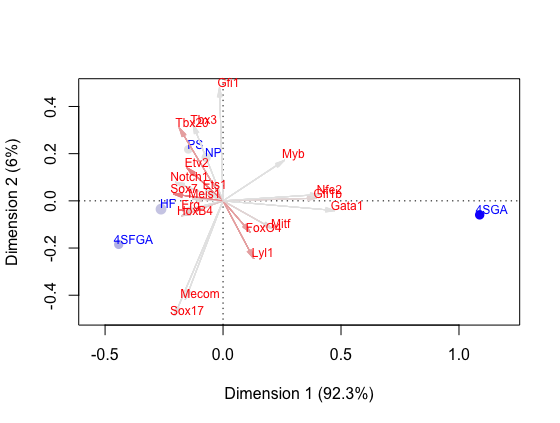 Gfi1
Tbx20
Tbx3
PS
NP
Myb
Etv2
Notch1
Ets1
Sox7
Meis1
Nfe2
Gfi1b
HF
Erg
HoxB4
Gata1
4SGA
FoxO4
Mitf
4SFGA
Lyl1
Mecom
Sox17
-0.4
-0.2
0.0
0.2
0.4
Dimension 2 (6%)
-0.5
0.0
0.5
1.0
Dimension 1 (92.3%)